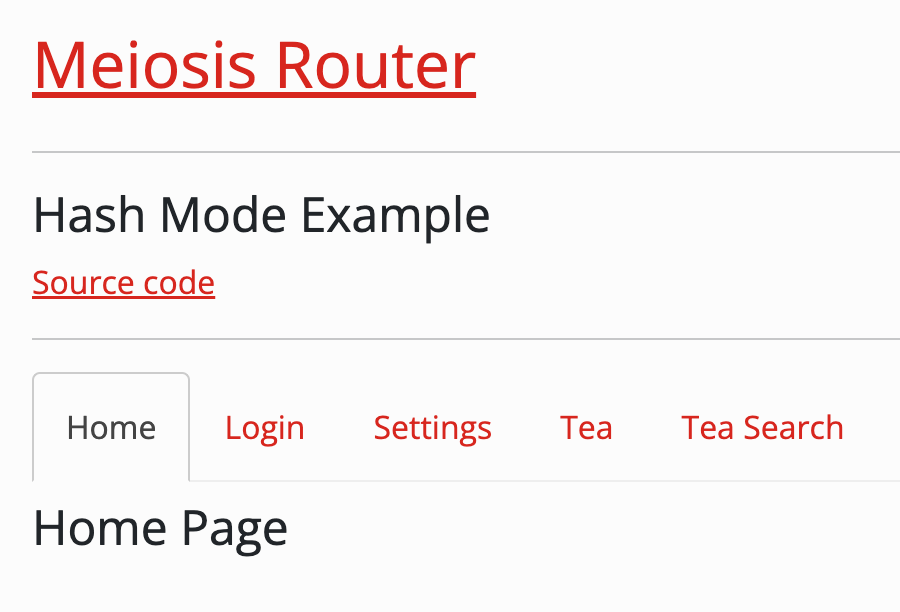 Meiosis Router
Hash Mode Example
Source code
Home Login Settings Tea Tea Search
Home Page